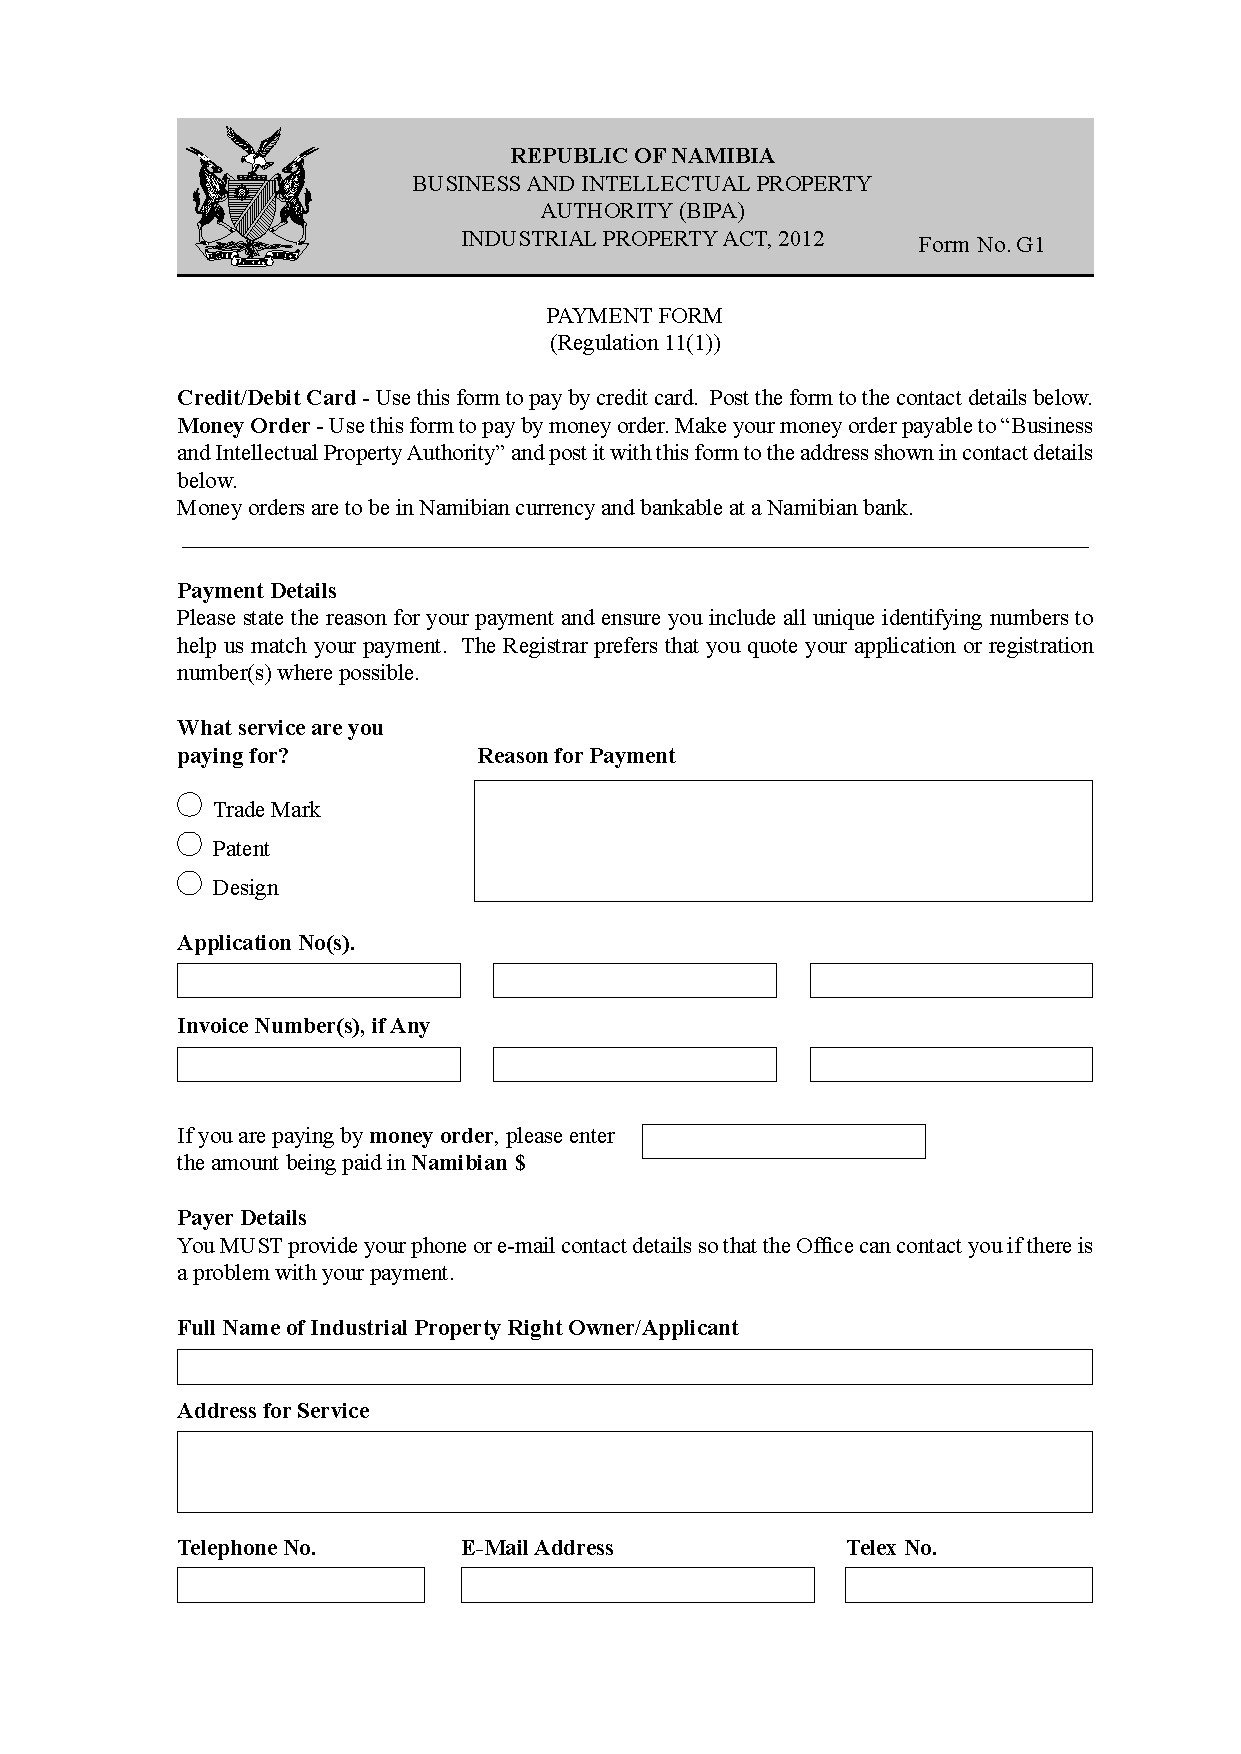 REPUBLIC OF NAMIBIA
BUSINESS AND INTELLECTUAL PROPERTY
AUTHORITY (BIPA)
INDUSTRIAL PROPERTY ACT, 2012
Form No. G1
PAYMENT FORM
(Regulation 11(1))
Credit/Debit Card - Use this form to pay by credit card. Post the form to the contact details below.
Money Order - Use this form to pay by money order. Make your money order payable to “Business
and Intellectual Property Authority” and post it with this form to the address shown in contact details
below.
Money orders are to be in Namibian currency and bankable at a Namibian bank.
Payment Details
Please state the reason for your payment and ensure you include all unique identifying numbers to
help us match your payment. The Registrar prefers that you quote your application or registration
number(s) where possible.
What service are you
paying for?
Reason for Payment
Trade Mark
Patent
Design
Application No(s).
Invoice Number(s), if Any
If you are paying by money order, please enter
the amount being paid in Namibian $
Payer Details
You MUST provide your phone or e-mail contact details so that the Office can contact you if there is
a problem with your payment.
Full Name of Industrial Property Right Owner/Applicant
Address for Service
Telephone No.
E-Mail Address
Telex No.